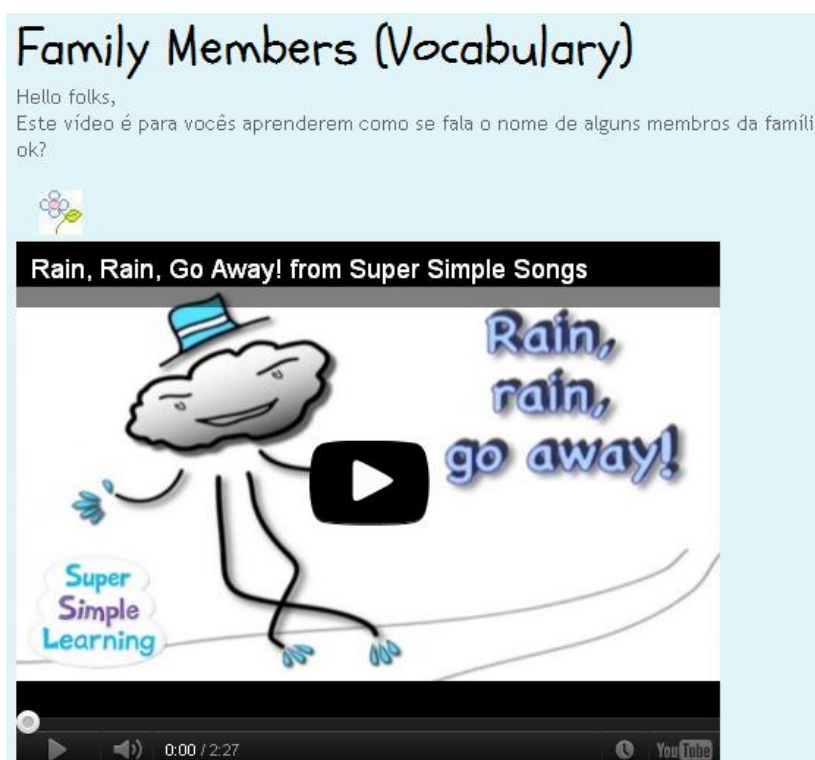 Family Members (Vocabulary)
Hello folks,
Este vídeo é para vocês aprenderem como se fala o nome de alguns membros da famíli
ok?
Rain, Rain, Go Away! from Super Simple Songs
Rain,
rain,
go away!
Super
Simple
Learning
0:00 / 2:27
YouTube